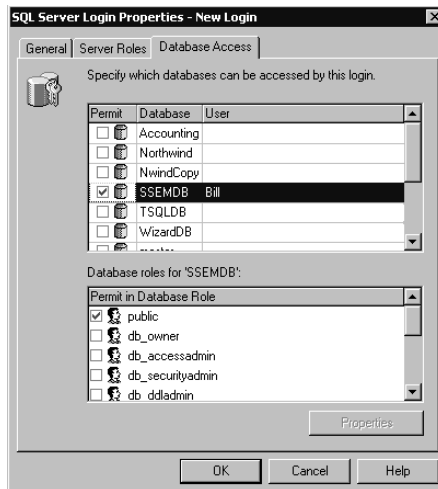 SQL Server Login Properties - New Login
General Server Roles Database Access
Specify which databases can be accessed by this login.
Permit Database User
Accounting
Northwind
NwindCopy
SSEMDB Bill
TSQLDB
WizardDB
Database roles for 'SSEMDB':
Permit in Database Role
public
db_owner
db_accessadmin
db_securityadmin
db_ddladmin
Properties
OK Cancel Help